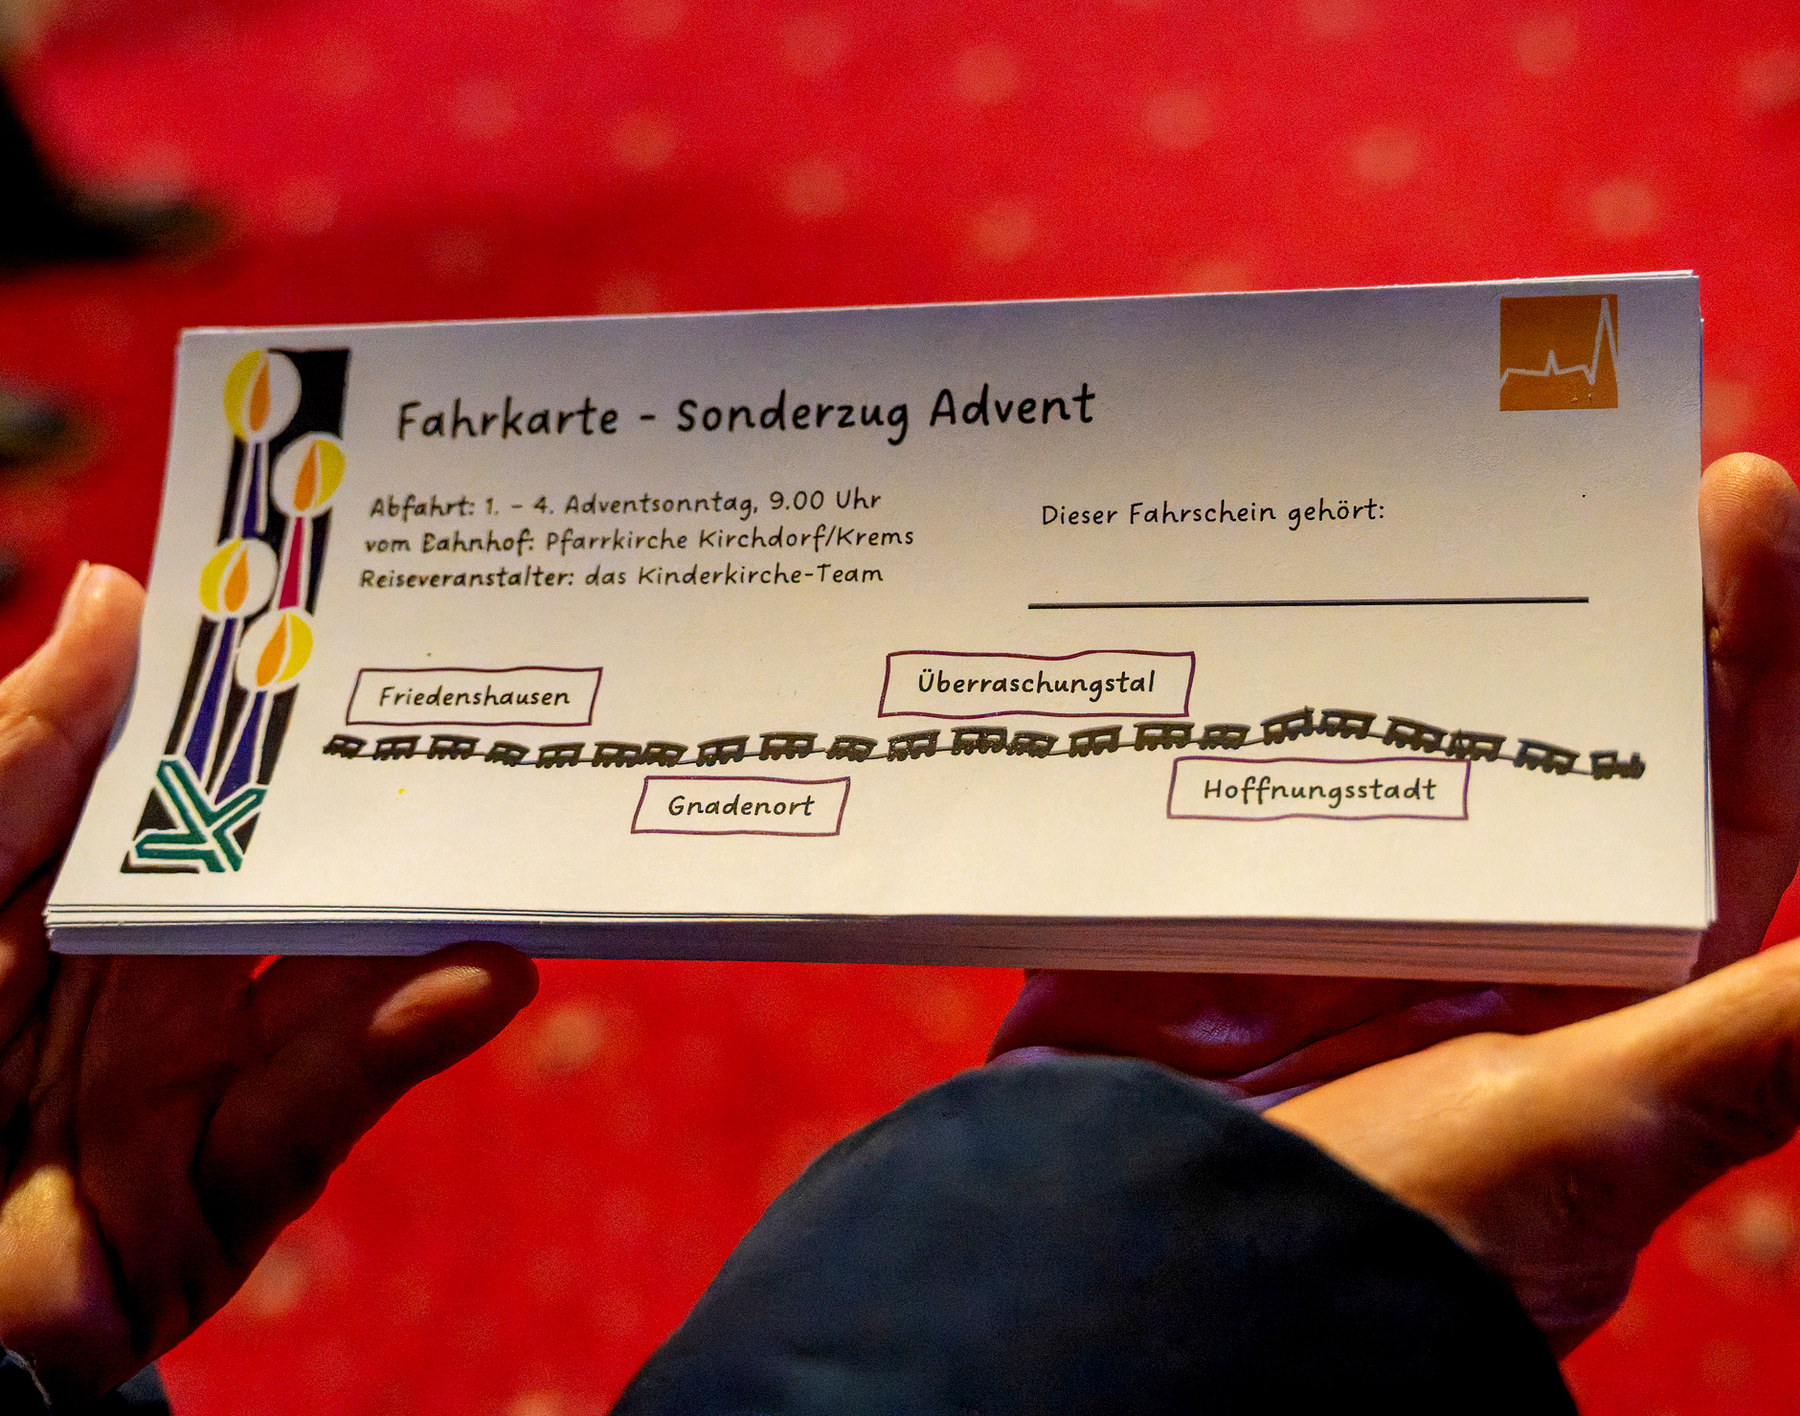 Fahrkarte - Sonderzug Advent
Abfahrt: 1. - 4. Adventsonntag, 9.00 Uhr
vom Bahnhof: Pfarrkirche Kirchdorf/Krems
Reiseveranstalter: das Kinderkirche-Team
Dieser Fahrschein gehört:
Friedenshausen
Überraschungstal
Gnadenort
Hoffnungsstadt